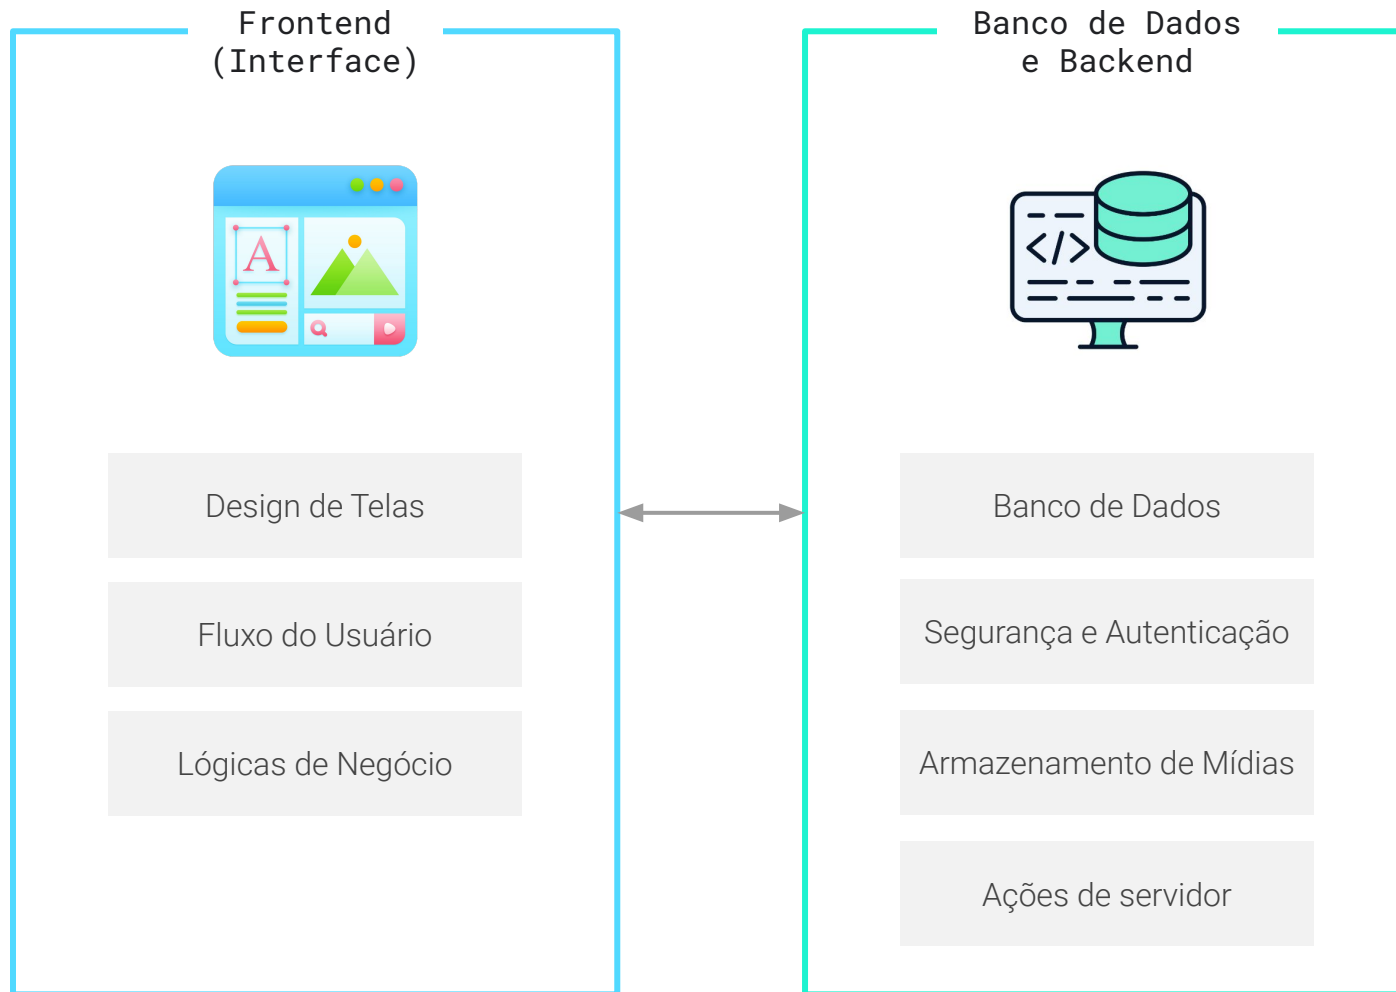 Frontend
(Interface)
A
Design de Telas
Fluxo do Usuário
Lógicas de Negócio
Banco de Dados
e Backend
</>
Banco de Dados
Segurança e Autenticação
Armazenamento de Mídias
Ações de servidor